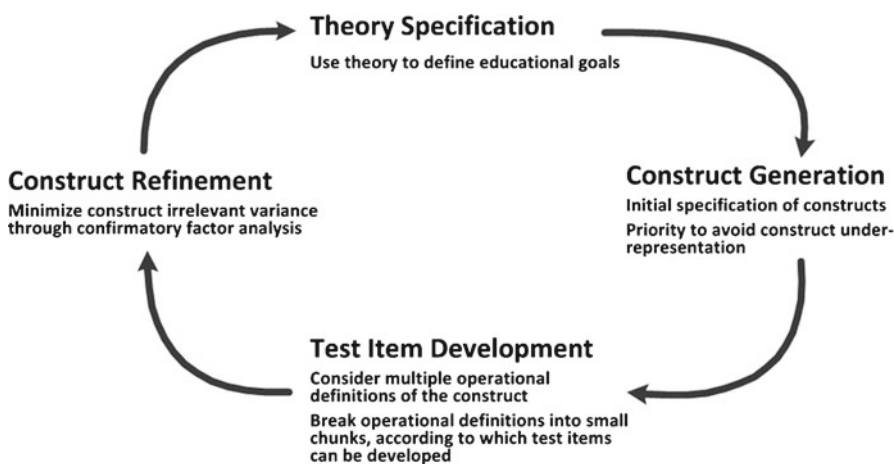 Theory Specification
Use theory to define educational goals
Construct Generation
Initial specification of constructs
Priority to avoid construct under-
representation
Test Item Development
Consider multiple operational
definitions of the construct
Break operational definitions into small
chunks, according to which test items
can be developed
Construct Refinement
Minimize construct irrelevant variance
through confirmatory factor analysis